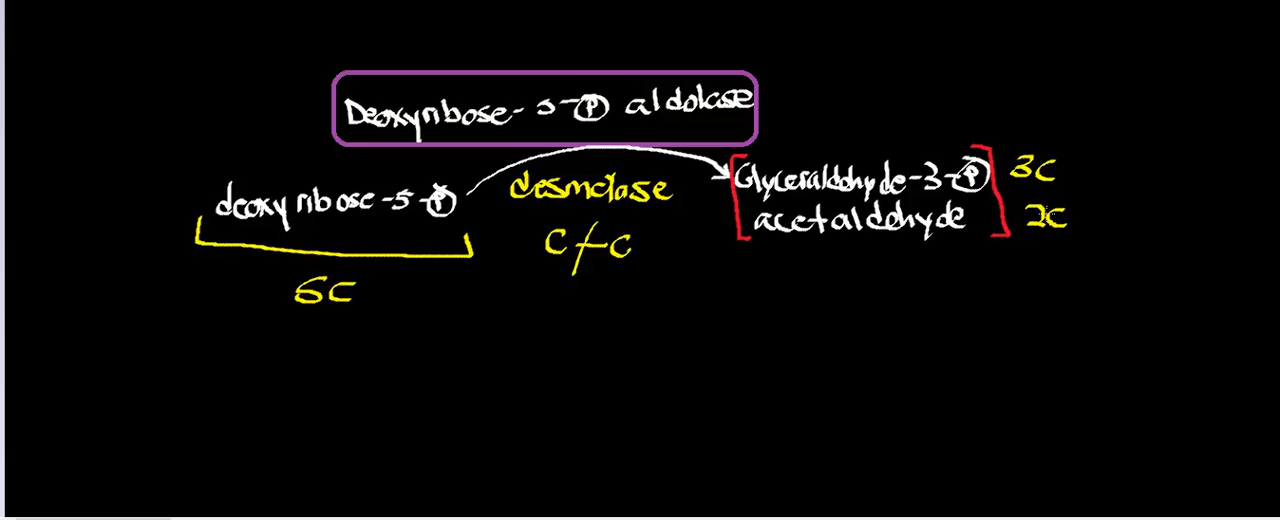 Deoxyribose-5-P aldolase
deoxyribose-5-P
desmolase
Glyceraldehyde-3-P
3C
acetaldehyde
2C
C-C
5C